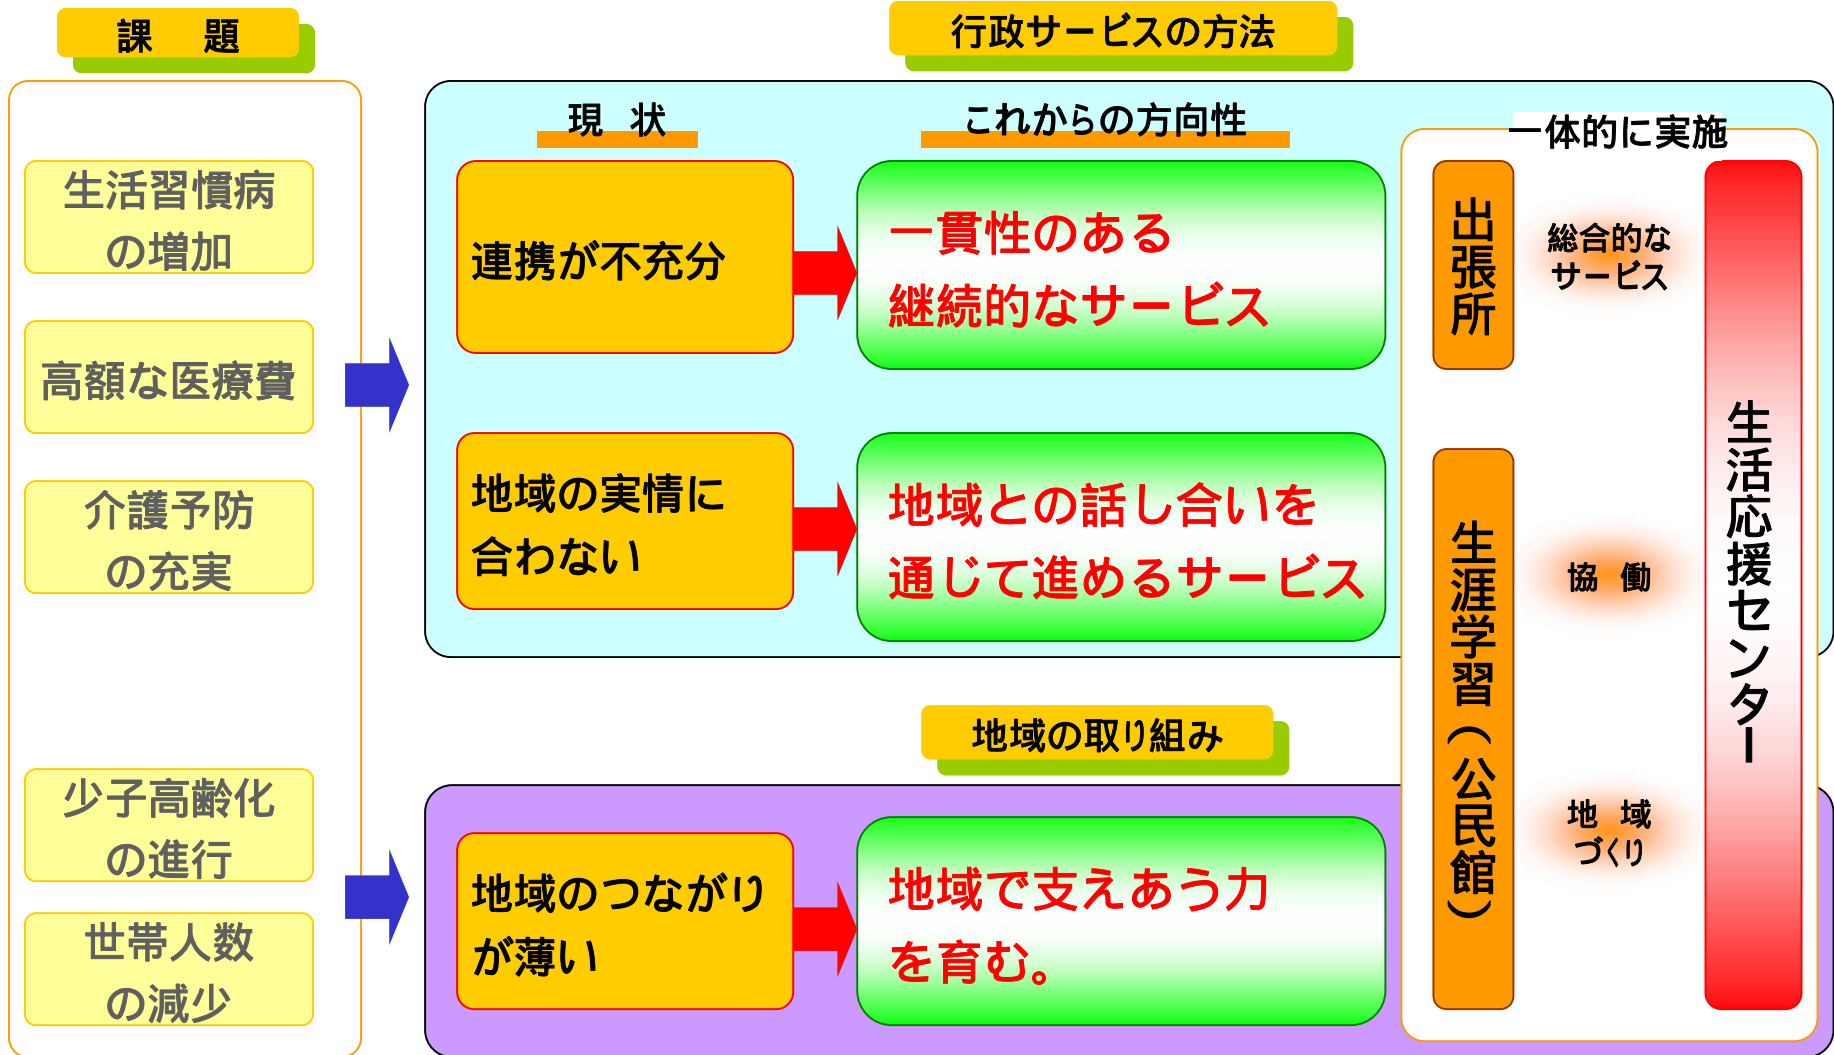 課　題
生活習慣病
の増加
高額な医療費
介護予防
の充実
少子高齢化
の進行
世帯人数
の減少
行政サービスの方法
現　状
これからの方向性
連携が不充分
一貫性のある
継続的なサービス
地域の実情に
合わない
地域との話し合いを
通じて進めるサービス
地域の取り組み
地域のつながり
が薄い
地域で支えあう力
を育む。
一体的に実施
出張所
生涯学習（公民館）
総合的な
サービス
協　働
地　域
づくり
生活応援センター